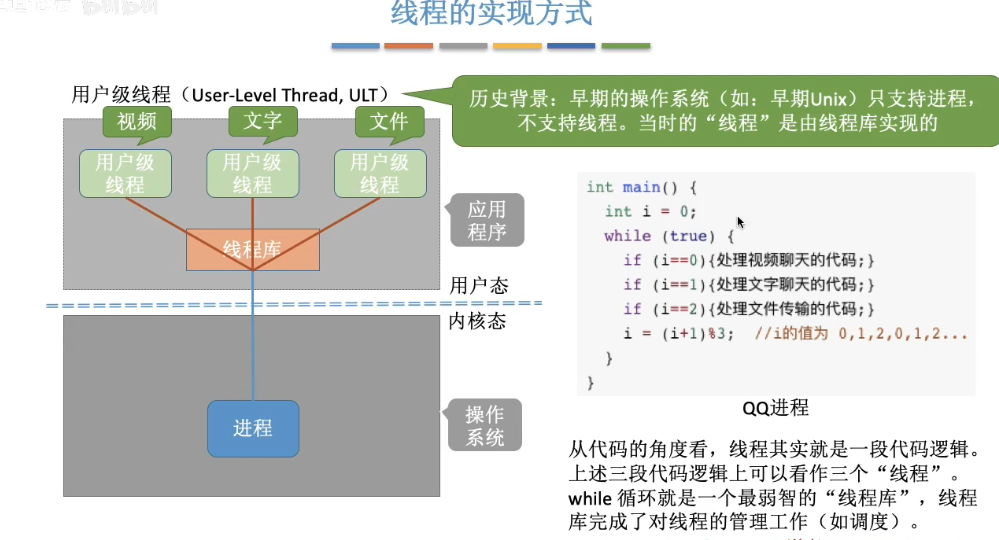 线程的实现方式
用户级线程（User-Level Thread, ULT）
历史背景：早期的操作系统（如：早期Unix）只支持进程，
不支持线程。当时的“线程”是由线程库实现的
视频
文字
文件
用户级
线程
用户级
线程
用户级
线程
线程库
应用
程序
用户态
内核态
进程
操作
系统
int main() {
int i = 0;
while (true) {
if (i==0){处理视频聊天的代码;}
if (i==1){处理文字聊天的代码;}
if (i==2){处理文件传输的代码;}
i = (i+1)%3; //i的值为 0,1,2,0,1,2...
}
}
QQ进程
从代码的角度看，线程其实就是一段代码逻辑。
上述三段代码逻辑上可以看作三个“线程”。
while 循环就是一个最弱智的“线程库”，线程
库完成了对线程的管理工作（如调度）。